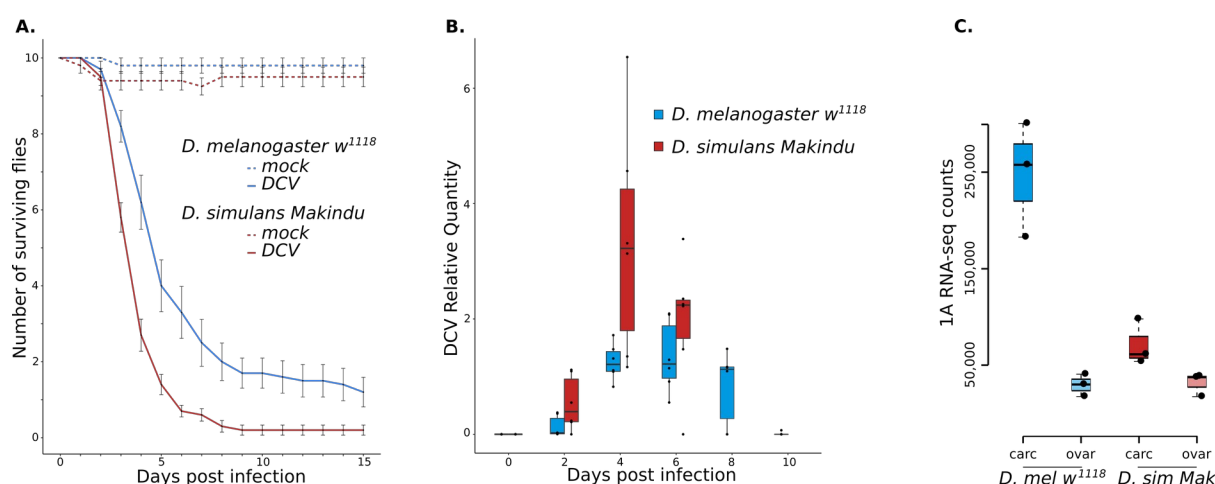 A.
Number of surviving flies
10
8
6
4
2
0
D. melanogaster w1118
mock
DCV
D. simulans Makindu
mock
DCV
0
5
10
15
Days post infection
B.
DCV Relative Quantity
6
4
2
0
D. melanogaster w1118
D. simulans Makindu
0
2
4
6
8
10
Days post infection
C.
1A RNA-seq counts
250,000
150,000
50,000
carc
ovar
carc
ovar
D. mel w1118
D. sim Mak